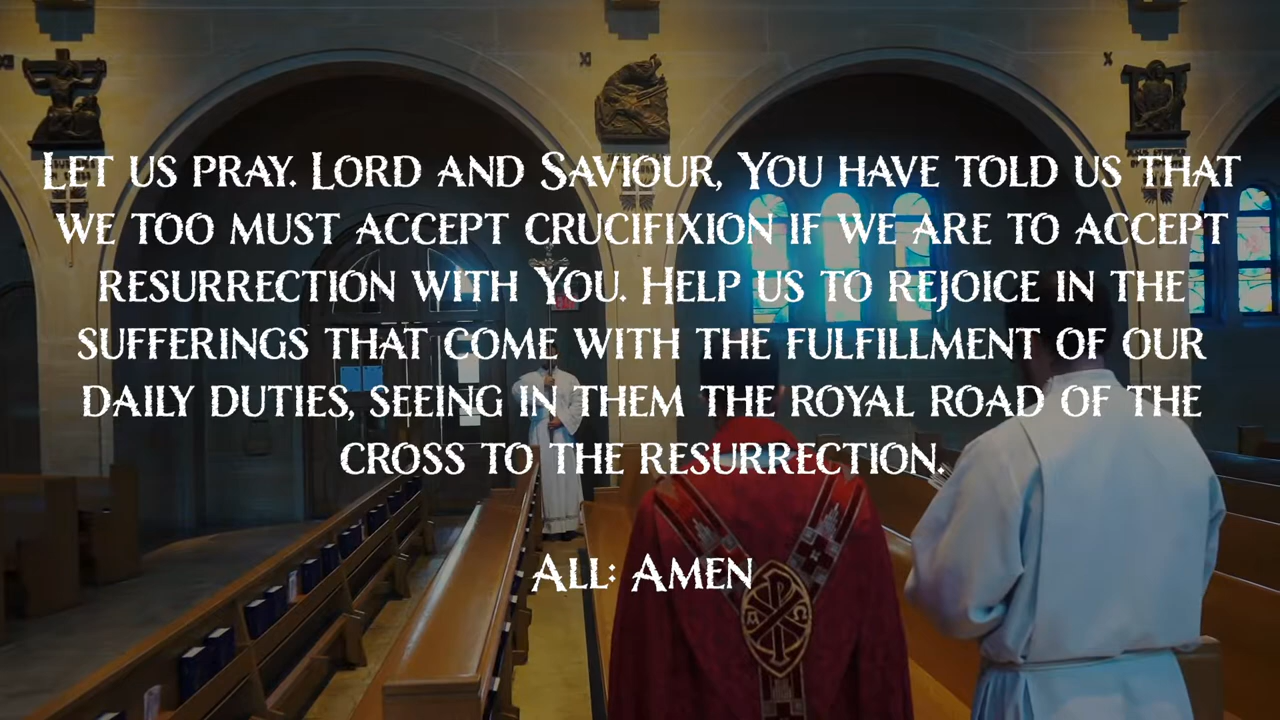 Let us pray. Lord and Saviour, You have told us that
we too must accept crucifixion if we are to accept
resurrection with You. Help us to rejoice in the
sufferings that come with the fulfillment of our
daily duties, seeing in them the royal road of the
cross to the resurrection.
All: Amen